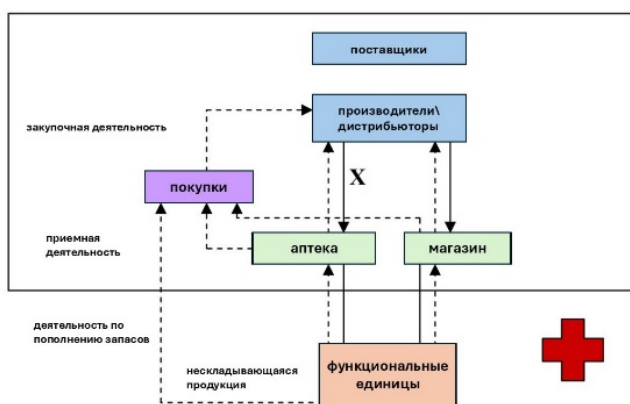 поставщики
производители\
дистрибьюторы
закупочная деятельность
X
покупки
приемная
деятельность
аптека
магазин
деятельность по
пополнению запасов
нескладывающаяся
продукция
функциональные
единицы